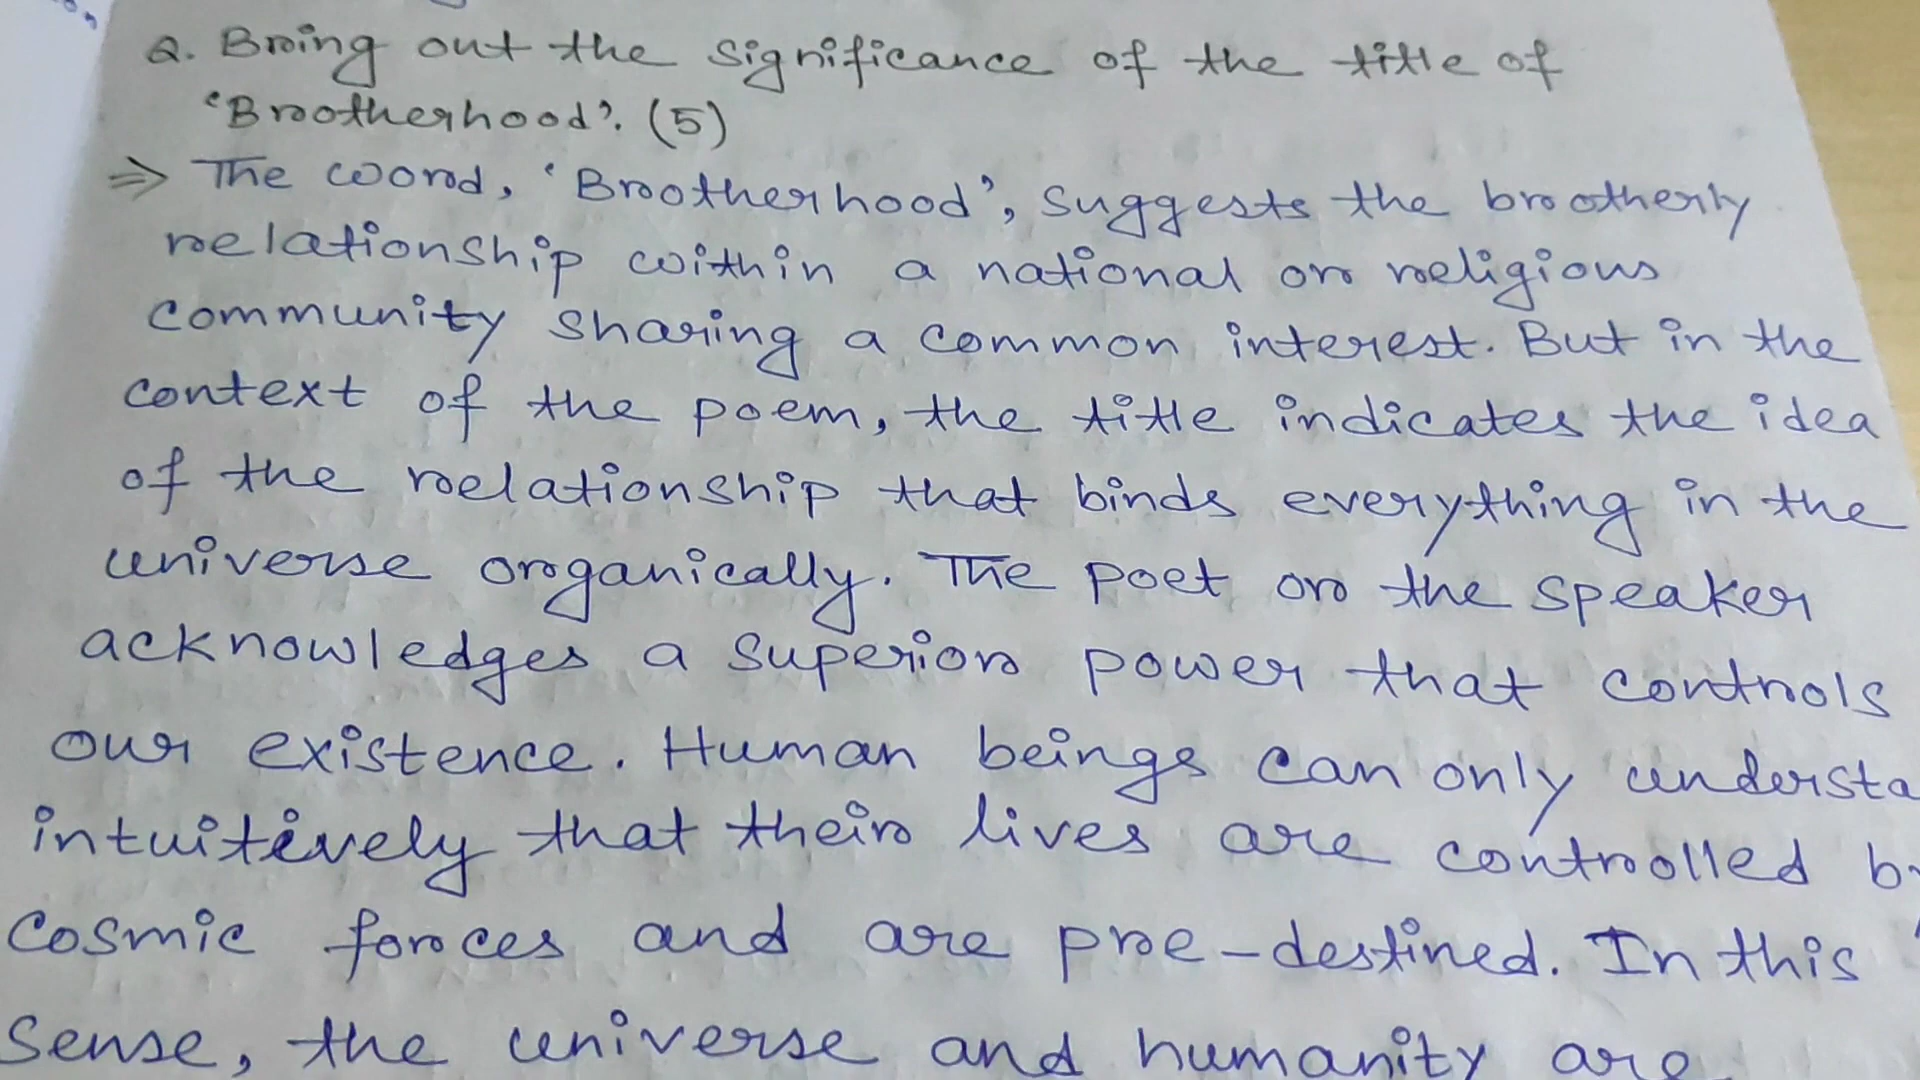 Q. Bring out the significance of the title of
'Brotherhood'. (5)
⇒ The word, 'Brotherhood', suggests the brotherly
relationship within a national or religious
community sharing a common interest. But in the
context of the poem, the title indicates the idea
of the relationship that binds everything in the
universe organically. The poet or the speaker
acknowledges a superior power that controls
our existence. Human beings can only understa
intuitively that their lives are controlled b
cosmic forces and are pre-destined. In this
sense, the universe and humanity are